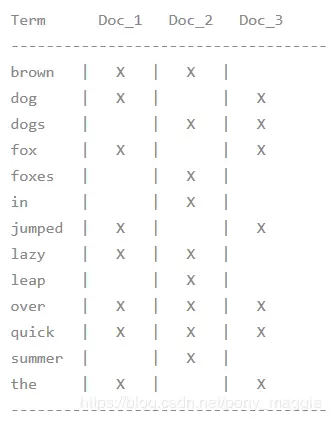 Term Doc_1 Doc_2 Doc_3
-----------------------------------
brown | X | X |
dog | X | | X
dogs | | X | X
fox | X | | X
foxes | | X |
in | | X |
jumped | X | | X
lazy | X | X |
leap | | X |
over | X | X | X
quick | X | X | X
summer | | X |
the | X | | X
https://blog.csdn.net/pany_maggie
-----------------------------------